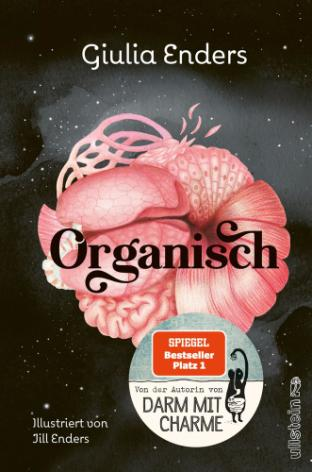 Giulia Enders
Organisch
SPIEGEL
Bestseller
Platz 1
Von der Autorin von
DARM MIT
CHARME
Illustriert von
Jill Enders
ullstein